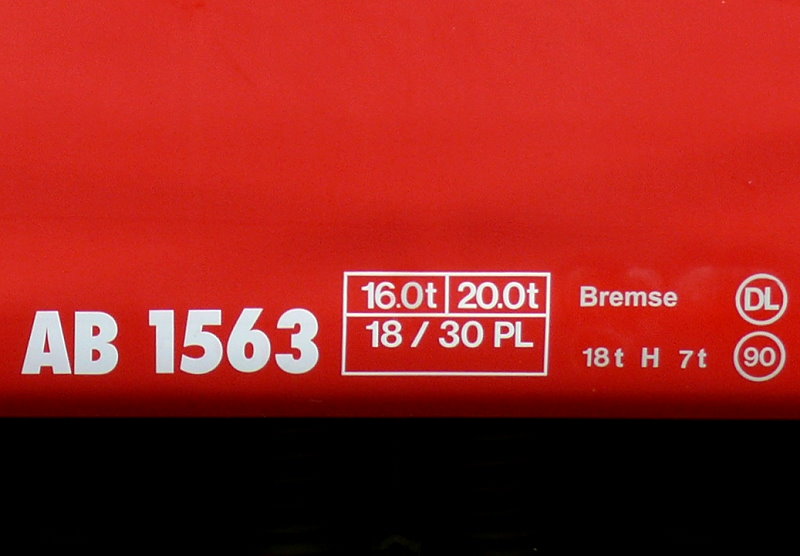 AB 1563
16.0t 20.0t
18 / 30 PL
Bremse DL
18t H 7t 90